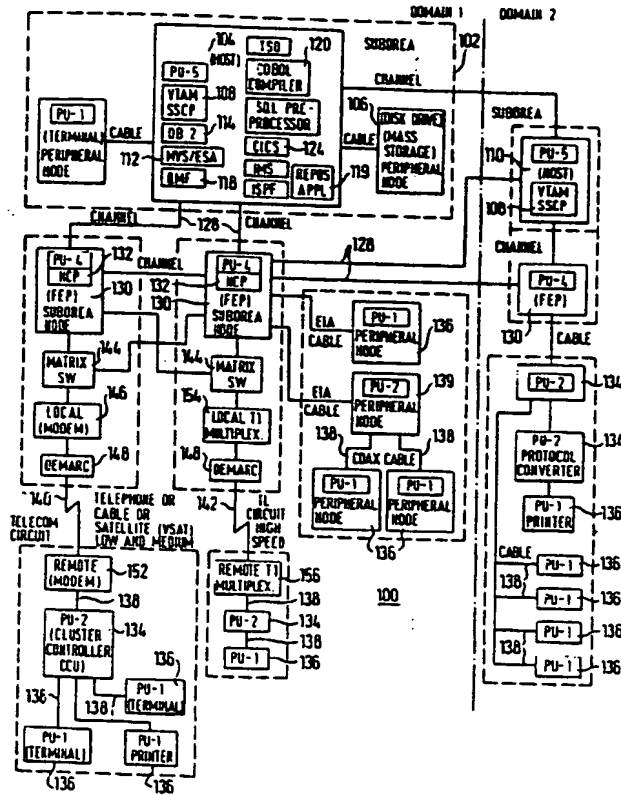 DOMAIN 1
DOMAIN 2
104
(HOST)
TSO
120
SUBOREA
102
PU-5
COBOL
COMPILER
CHANNEL
VTAM
SSCP
108
SQL PRE-
PROCESSOR
106
(DISK DRIVE)
(MASS
STORAGE)
PERIPHERAL
NODE
SUBOREA
PU-1
(TERMINAL)
PERIPHERAL
NODE
CABLE
DB 2
114
CICS
124
CABLE
110
PU-5
(HOST)
VTAM
SSCP
108
112
MVS/ESA
IMS
REPOS
APPL
119
RMF
118
ISPF
CHANNEL
128
CHANNEL
128
CHANNEL
PU-4
NCP
132
(FEP)
130
SUBOREA
NODE
CHANNEL
132
PU-4
NCP
(FEP)
130
SUBOREA
NODE
PU-4
(FEP)
130
CABLE
EIA
CABLE
PU-1
PERIPHERAL
NODE
136
144
MATRIX
SW
144
MATRIX
SW
EIA
CABLE
PU-2
PERIPHERAL
NODE
139
PU-2
134
146
LOCAL
(MODEM)
154
LOCAL T1
MULTIPLEX.
138
COAX CABLE
138
PU-2
PROTOCOL
CONVERTER
134
148
DEMARC
148
DEMARC
PU-1
PERIPHERAL
NODE
PU-1
PERIPHERAL
NODE
136
PU-1
PRINTER
136
140
TELECOM
CIRCUIT
TELEPHONE OR
CABLE OR
SATELLITE (VSAT)
LOW AND MEDIUM
142
CIRCUIT
HIGH
SPEED
CABLE
138
PU-1
136
PU-1
136
138
PU-1
136
PU-1
136
REMOTE
(MODEM)
152
REMOTE T1
MULTIPLEX.
156
100
138
138
PU-2
(CLUSTER
CONTROLLER
CCU)
134
PU-2
134
138
PU-1
136
136
138
136
PU-1
(TERMINAL)
PU-1
(TERMINAL)
136
PU-1
PRINTER
136